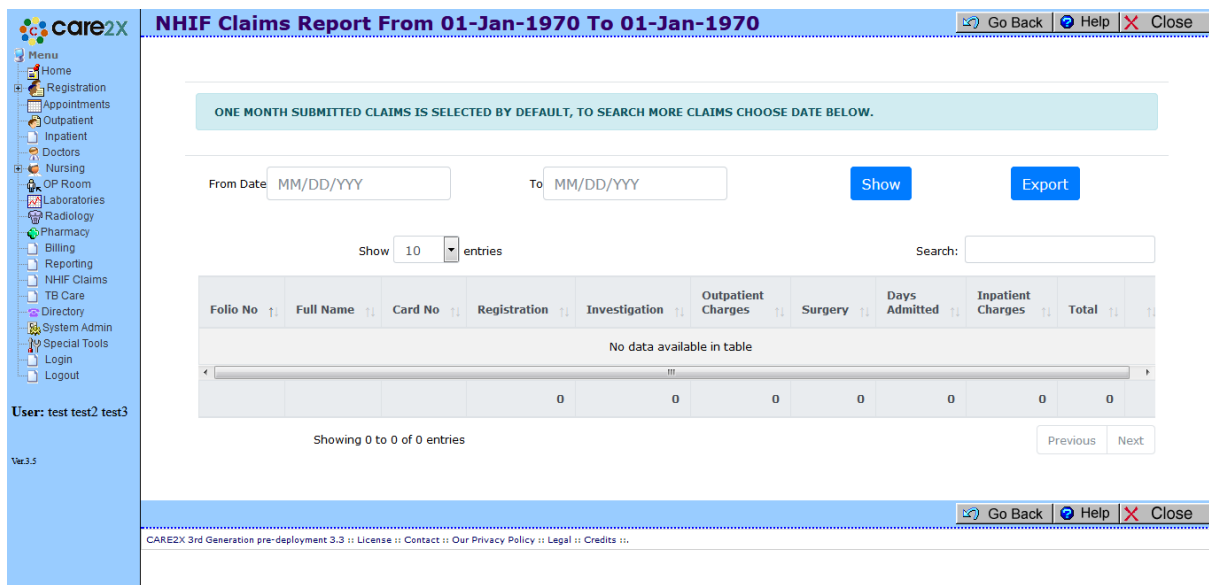 care2x
NHIF Claims Report From 01-Jan-1970 To 01-Jan-1970
Go Back Help Close
Menu
Home
Registration
Appointments
Outpatient
Inpatient
Doctors
Nursing
OP Room
Laboratories
Radiology
Pharmacy
Billing
Reporting
NHIF Claims
TB Care
Directory
System Admin
Special Tools
Login
Logout
User: test test2 test3
Ver.3.5
ONE MONTH SUBMITTED CLAIMS IS SELECTED BY DEFAULT, TO SEARCH MORE CLAIMS CHOOSE DATE BELOW.
From Date MM/DD/YYY To MM/DD/YYY Show Export
Show 10 entries Search:
Folio No Full Name Card No Registration Investigation Outpatient Charges Surgery Days Admitted Inpatient Charges Total
No data available in table
0 0 0 0 0 0 0
Showing 0 to 0 of 0 entries
Previous Next
Go Back Help Close
CARE2X 3rd Generation pre-deployment 3.3 :: License :: Contact :: Our Privacy Policy :: Legal :: Credits ::.